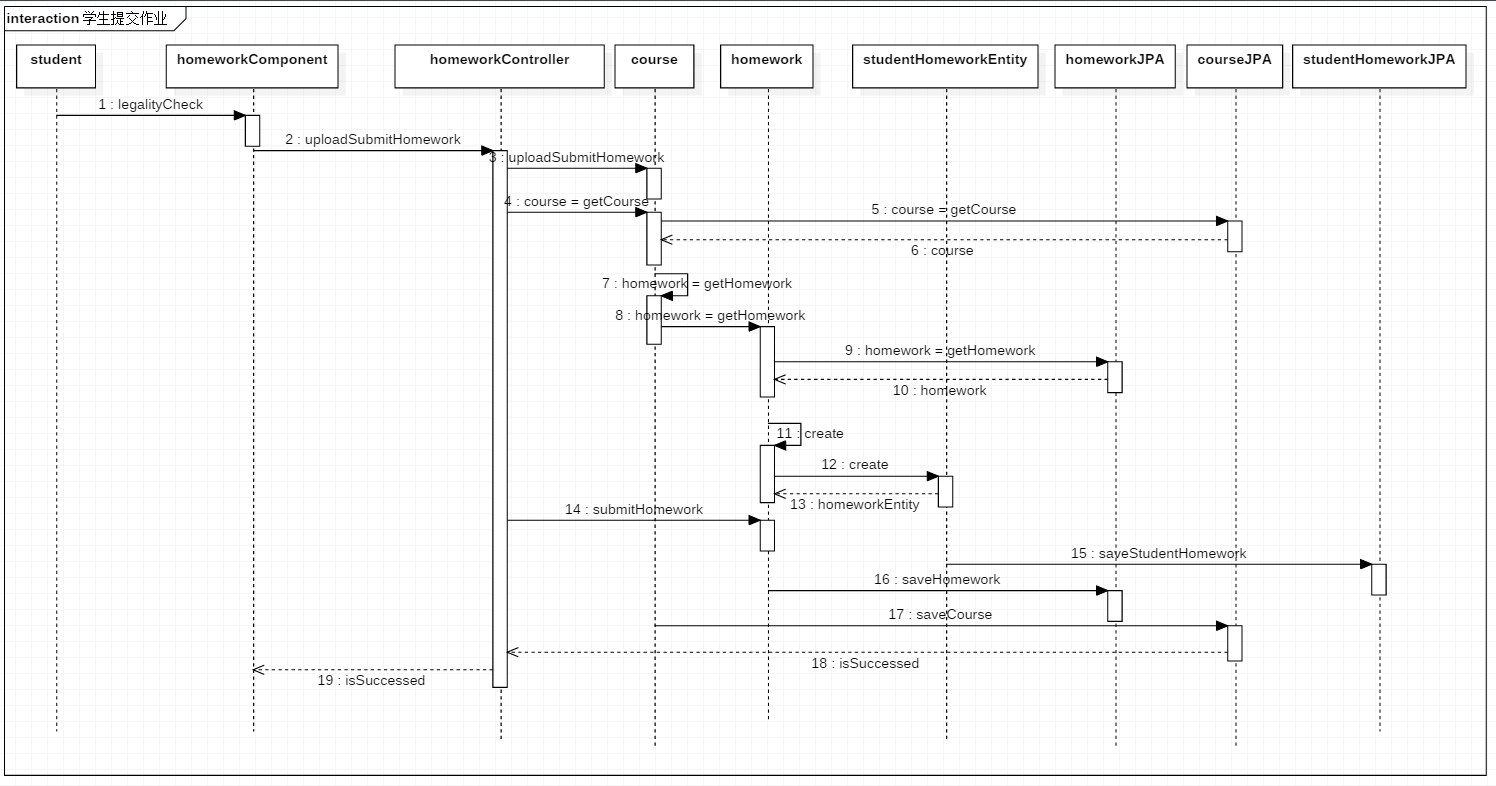 interaction 学生提交作业
student
homeworkComponent
homeworkController
course
homework
studentHomeworkEntity
homeworkJPA
courseJPA
studentHomeworkJPA
1 : legalityCheck
2 : uploadSubmitHomework
3 : uploadSubmitHomework
4 : course = getCourse
5 : course = getCourse
6 : course
7 : homework = getHomework
8 : homework = getHomework
9 : homework = getHomework
10 : homework
11 : create
12 : create
13 : homeworkEntity
14 : submitHomework
15 : saveStudentHomework
16 : saveHomework
17 : saveCourse
18 : isSuccessed
19 : isSuccessed